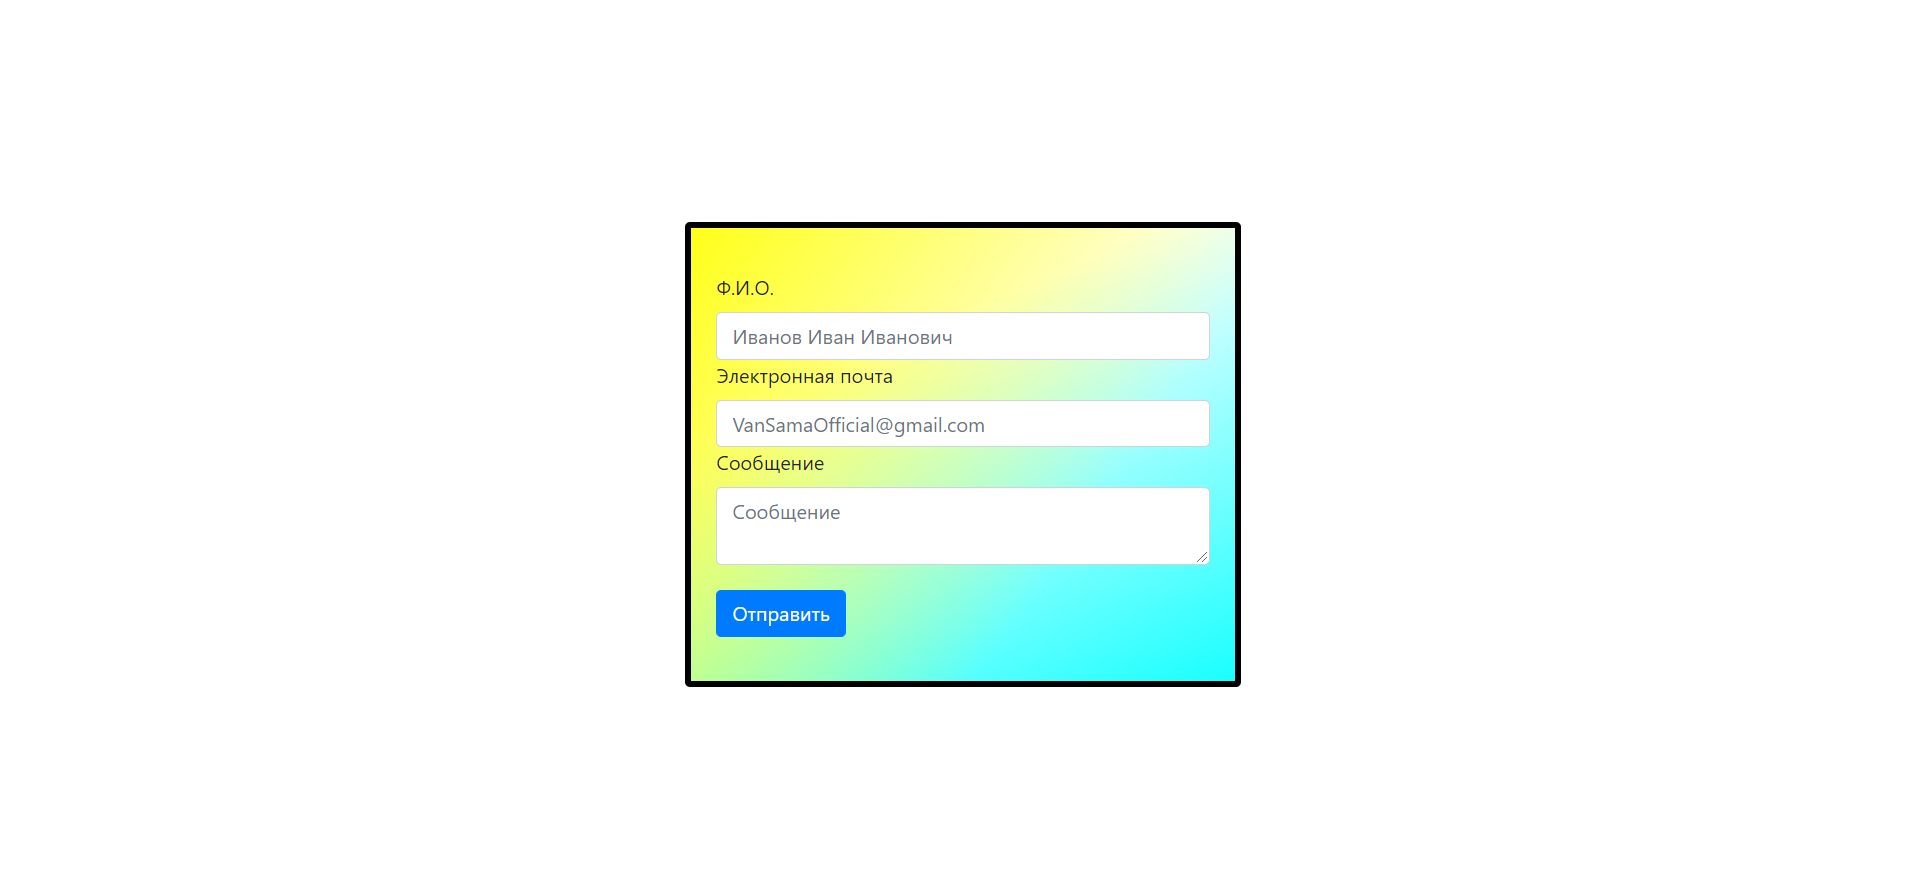 Ф.И.О.
Иванов Иван Иванович
Электронная почта
VanSamaOfficial@gmail.com
Сообщение
Сообщение
Отправить